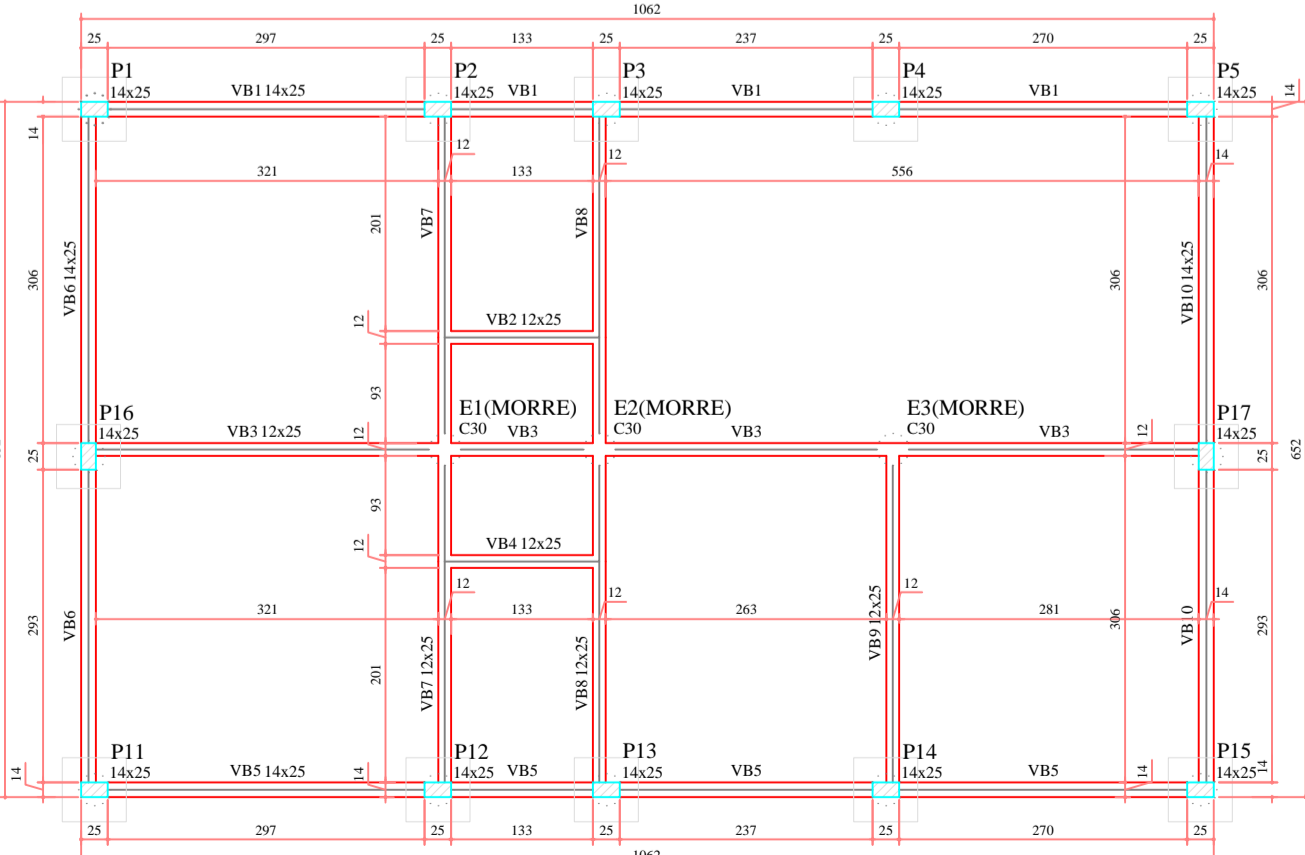 1062
25 297 25 133 25 237 25 270 25
P1 P2 P3 P4 P5
14x25 VB1 14x25 14x25 VB1 14x25 VB1 14x25 VB1 14x25
14
14
12 12 14
321 133 556
201 VB7 VB8
306 VB6 14x25 306 VB10 14x25 306
12 VB2 12x25
93
P16 E1(MORRE) E2(MORRE) E3(MORRE) P17
14x25 VB3 12x25 C30 VB3 C30 VB3 C30 VB3 14x25
12 12
25 25 652
93
12 VB4 12x25
12 12 12 14
321 133 263 281
293 VB6 VB9 12x25 306 VB10 293
201 VB7 12x25 VB8 12x25
P11 P12 P13 P14 P15
14x25 VB5 14x25 14x25 VB5 14x25 VB5 14x25 VB5 14x25
14 14 14 14
25 297 25 133 25 237 25 270 25
1062